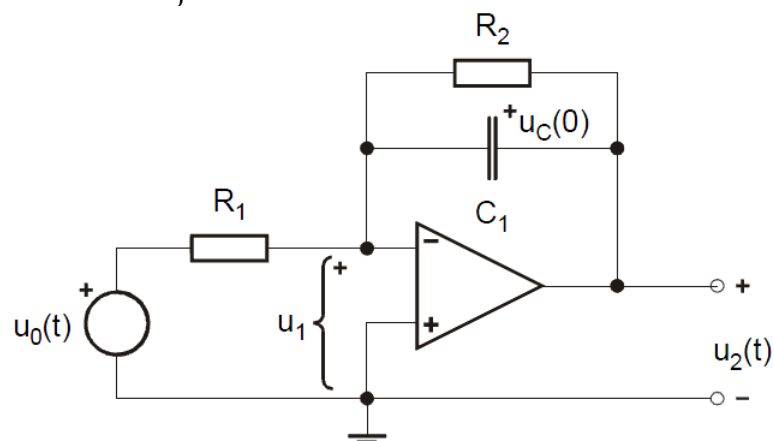 R2
+uC(0)
R1
C1
+
−
+
u0(t)
u1
+
+
u2(t)
−